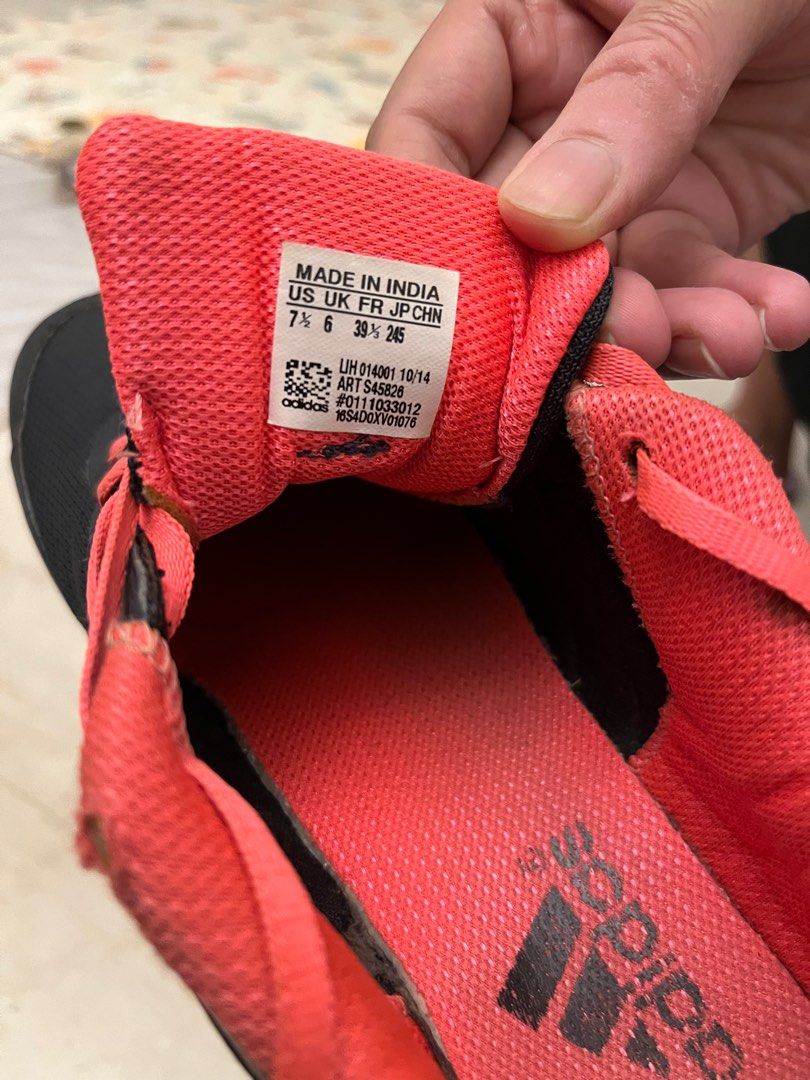 MADE IN INDIA
US UK FR JP CHN
7½ 6 39⅓ 245
LIH 014001 10/14
ART S45826
#0111033012
16S4D0XV01076
adidas
adidas